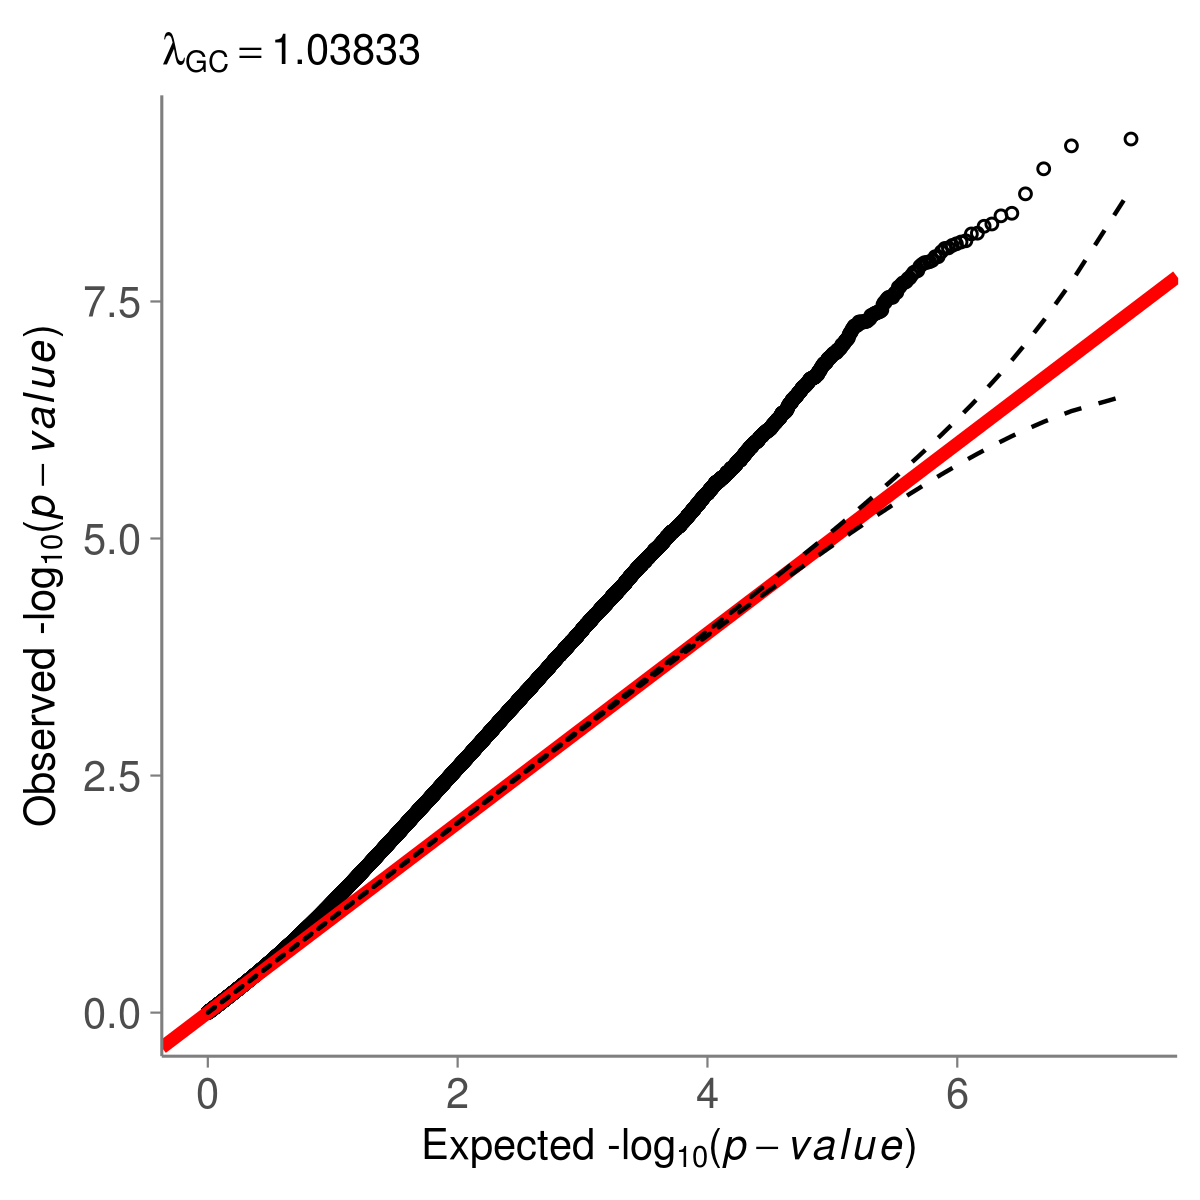 λGC = 1.03833
7.5
5.0
2.5
0.0
0 2 4 6
Observed -log10(p − value)
Expected -log10(p − value)